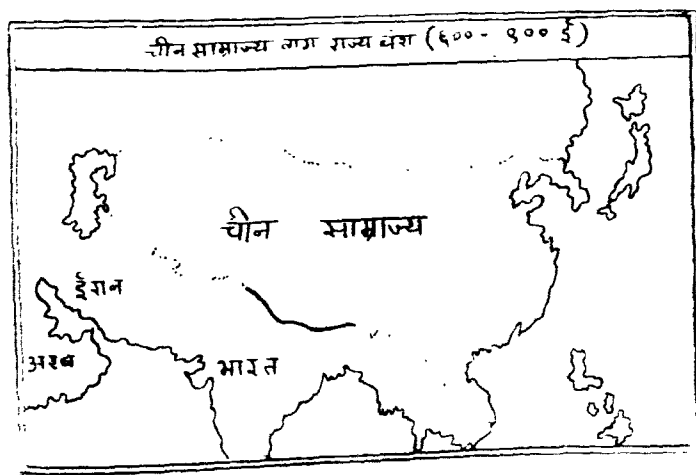 चीन साम्राज्य ताग राज्य वंश (६०० - ९०० ई)
चीन साम्राज्य
ईरान
अरब
भारत